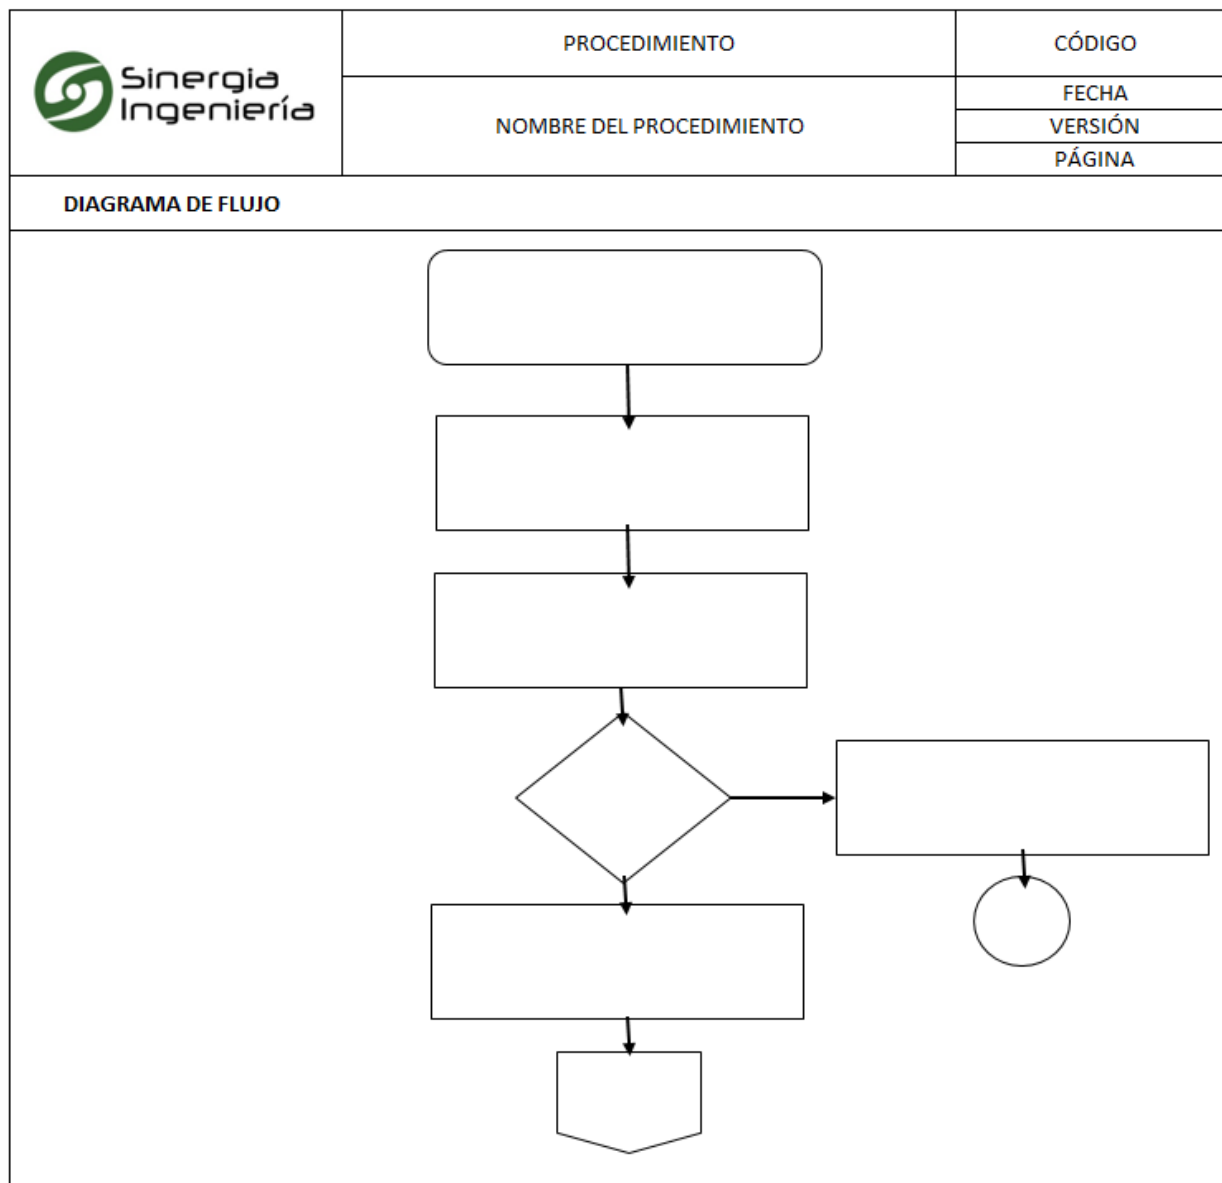 Sinergia
Ingeniería
PROCEDIMIENTO
CÓDIGO
NOMBRE DEL PROCEDIMIENTO
FECHA
VERSIÓN
PÁGINA
DIAGRAMA DE FLUJO